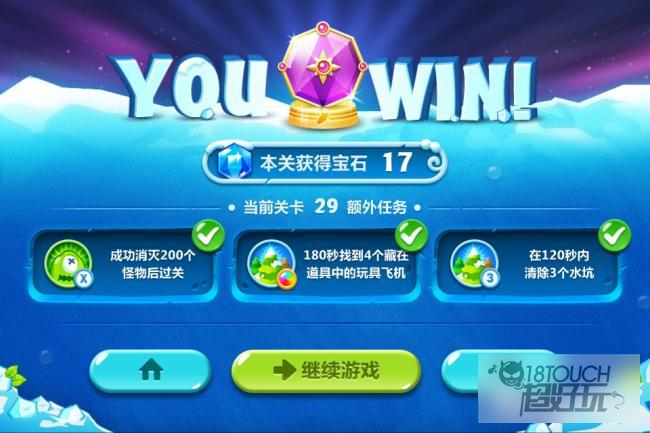 YOU WIN!
本关获得宝石 17
当前关卡 29 额外任务
成功消灭200个
怪物后过关
X
180秒找到4个藏在
道具中的玩具飞机
在120秒内
清除3个水坑
3
继续游戏
18TOUCH
超好玩